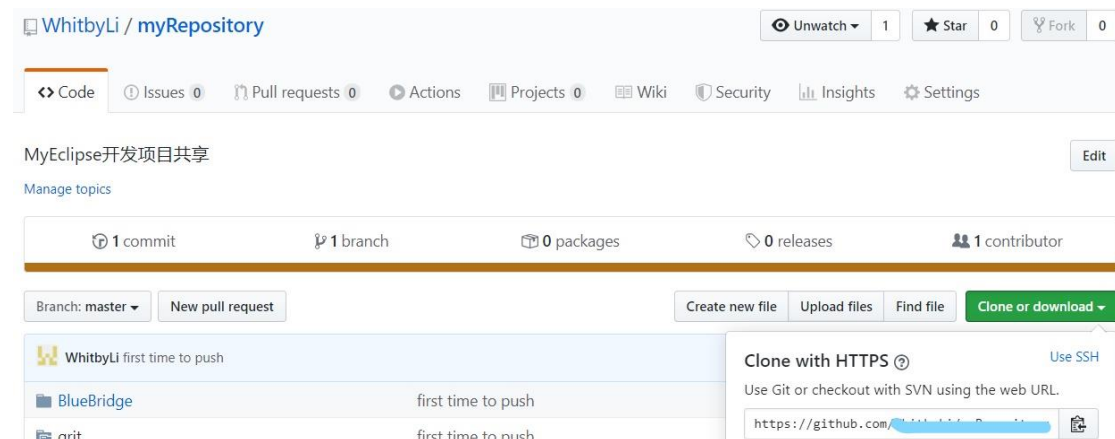 WhitbyLi / myRepository
Unwatch 1 Star 0 Fork 0
Code Issues 0 Pull requests 0 Actions Projects 0 Wiki Security Insights Settings
MyEclipse开发项目共享
Edit
Manage topics
1 commit 1 branch 0 packages 0 releases 1 contributor
Branch: master New pull request Create new file Upload files Find file Clone or download
WhitbyLi first time to push
Clone with HTTPS Use SSH
Use Git or checkout with SVN using the web URL.
BlueBridge first time to push
https://github.com/
grit first time to push